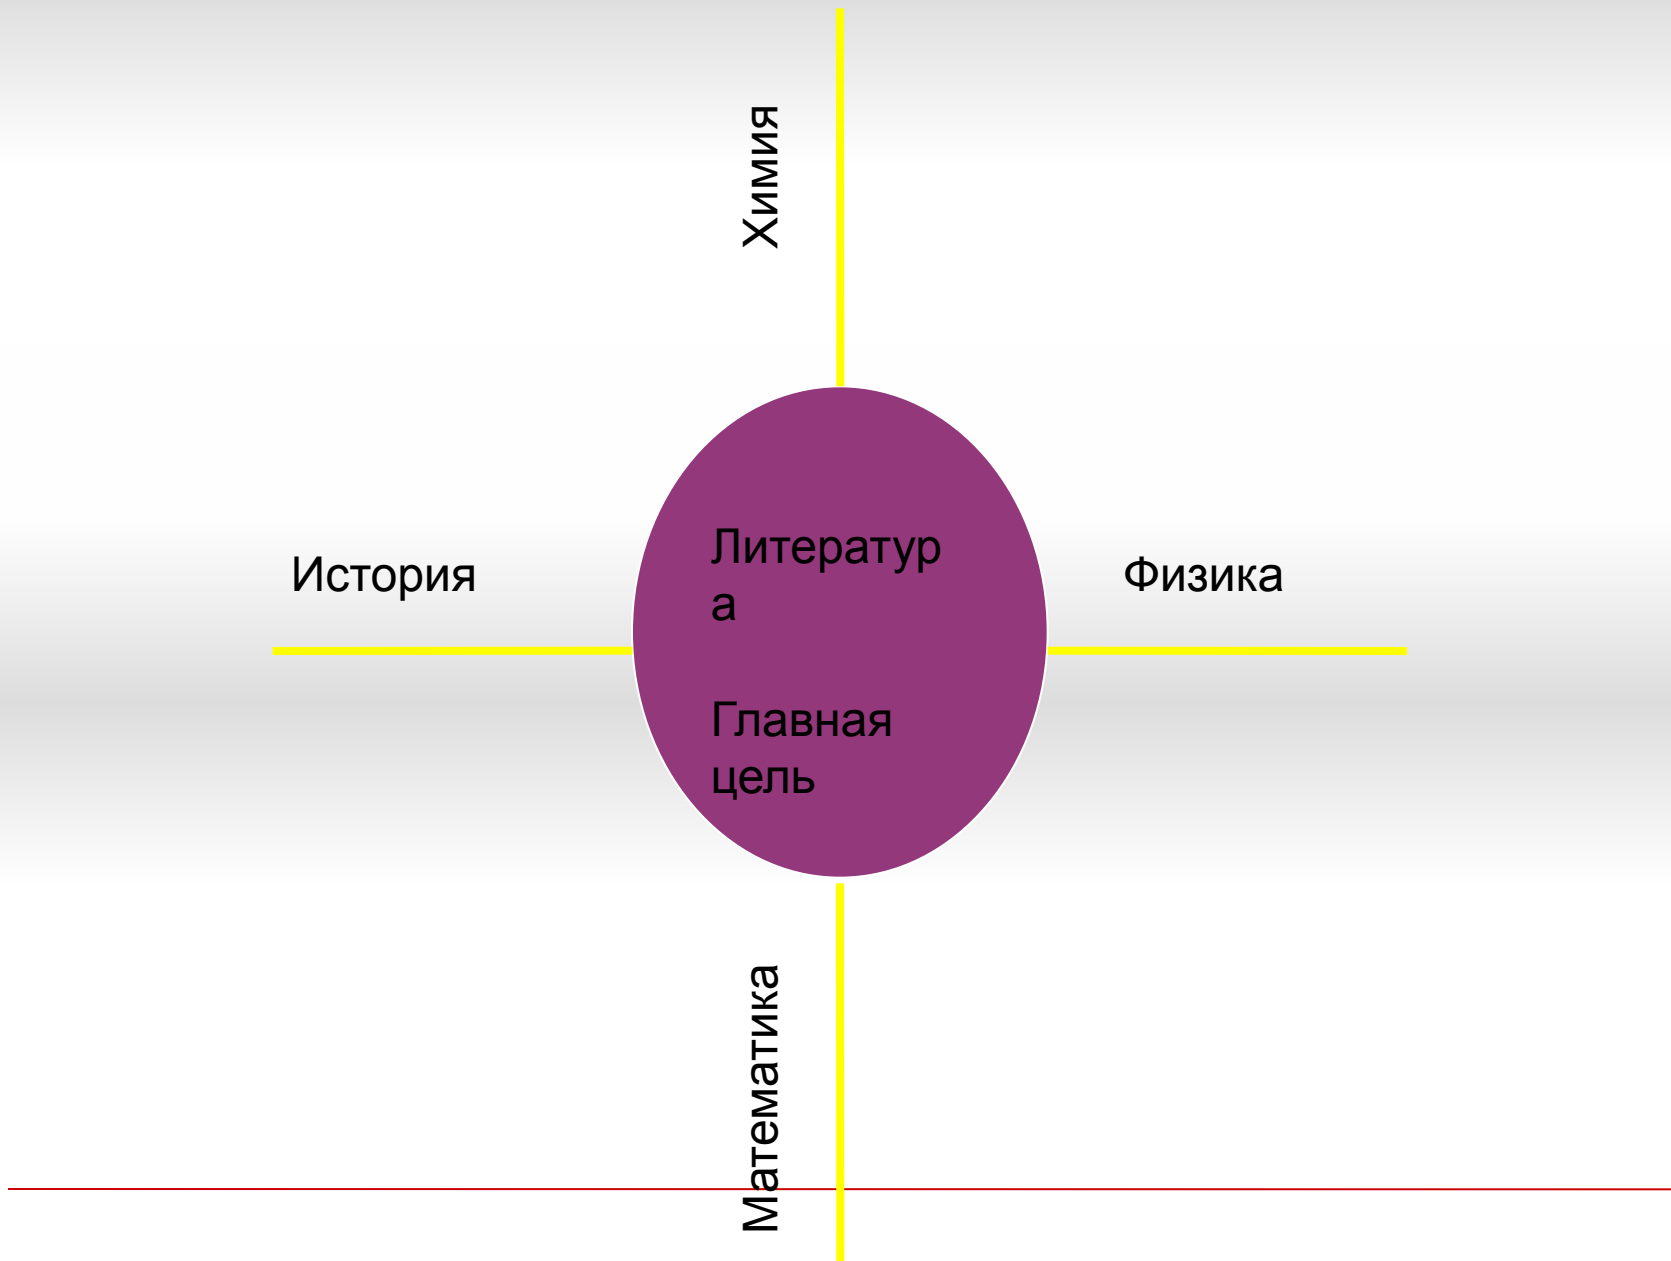 Химия
История
Литератур
а
Главная
цель
Физика
Математика